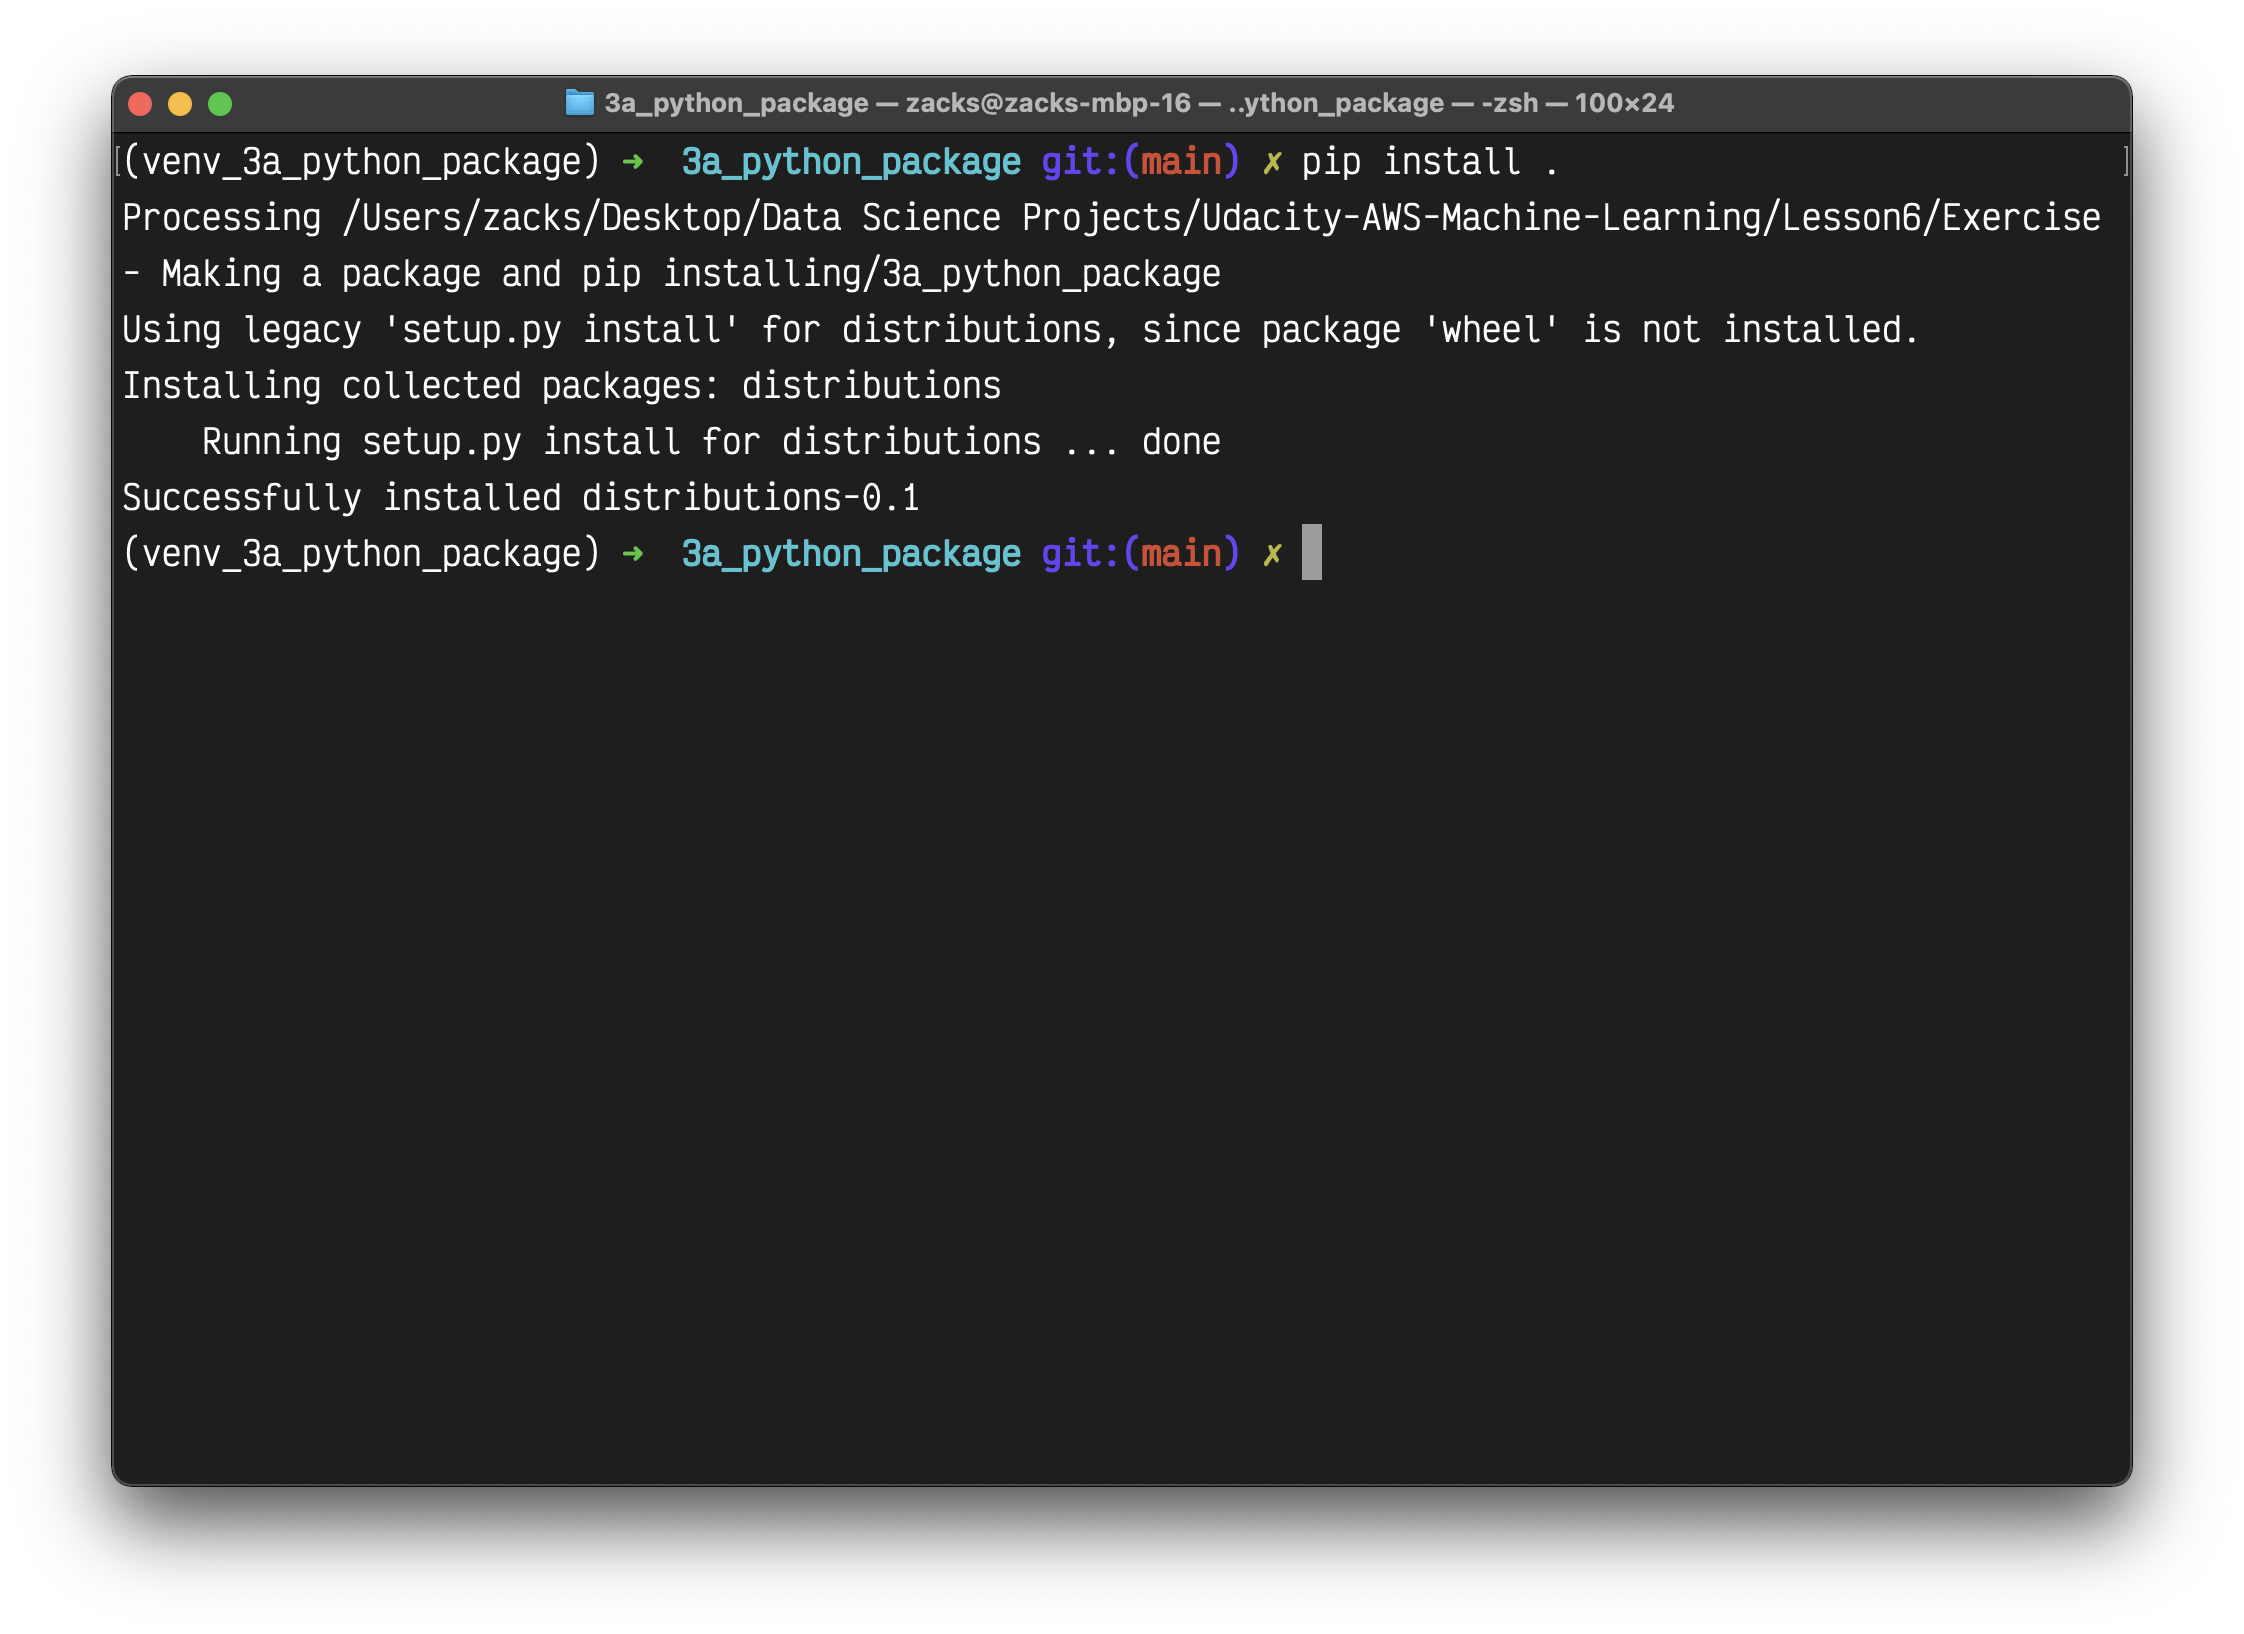 3a_python_package — zacks@zacks-mbp-16 — ..ython_package — -zsh — 100×24
[(venv_3a_python_package) ➜  3a_python_package git:(main) ✗ pip install . ]
Processing /Users/zacks/Desktop/Data Science Projects/Udacity-AWS-Machine-Learning/Lesson6/Exercise
- Making a package and pip installing/3a_python_package
Using legacy 'setup.py install' for distributions, since package 'wheel' is not installed.
Installing collected packages: distributions
    Running setup.py install for distributions ... done
Successfully installed distributions-0.1
(venv_3a_python_package) ➜  3a_python_package git:(main) ✗